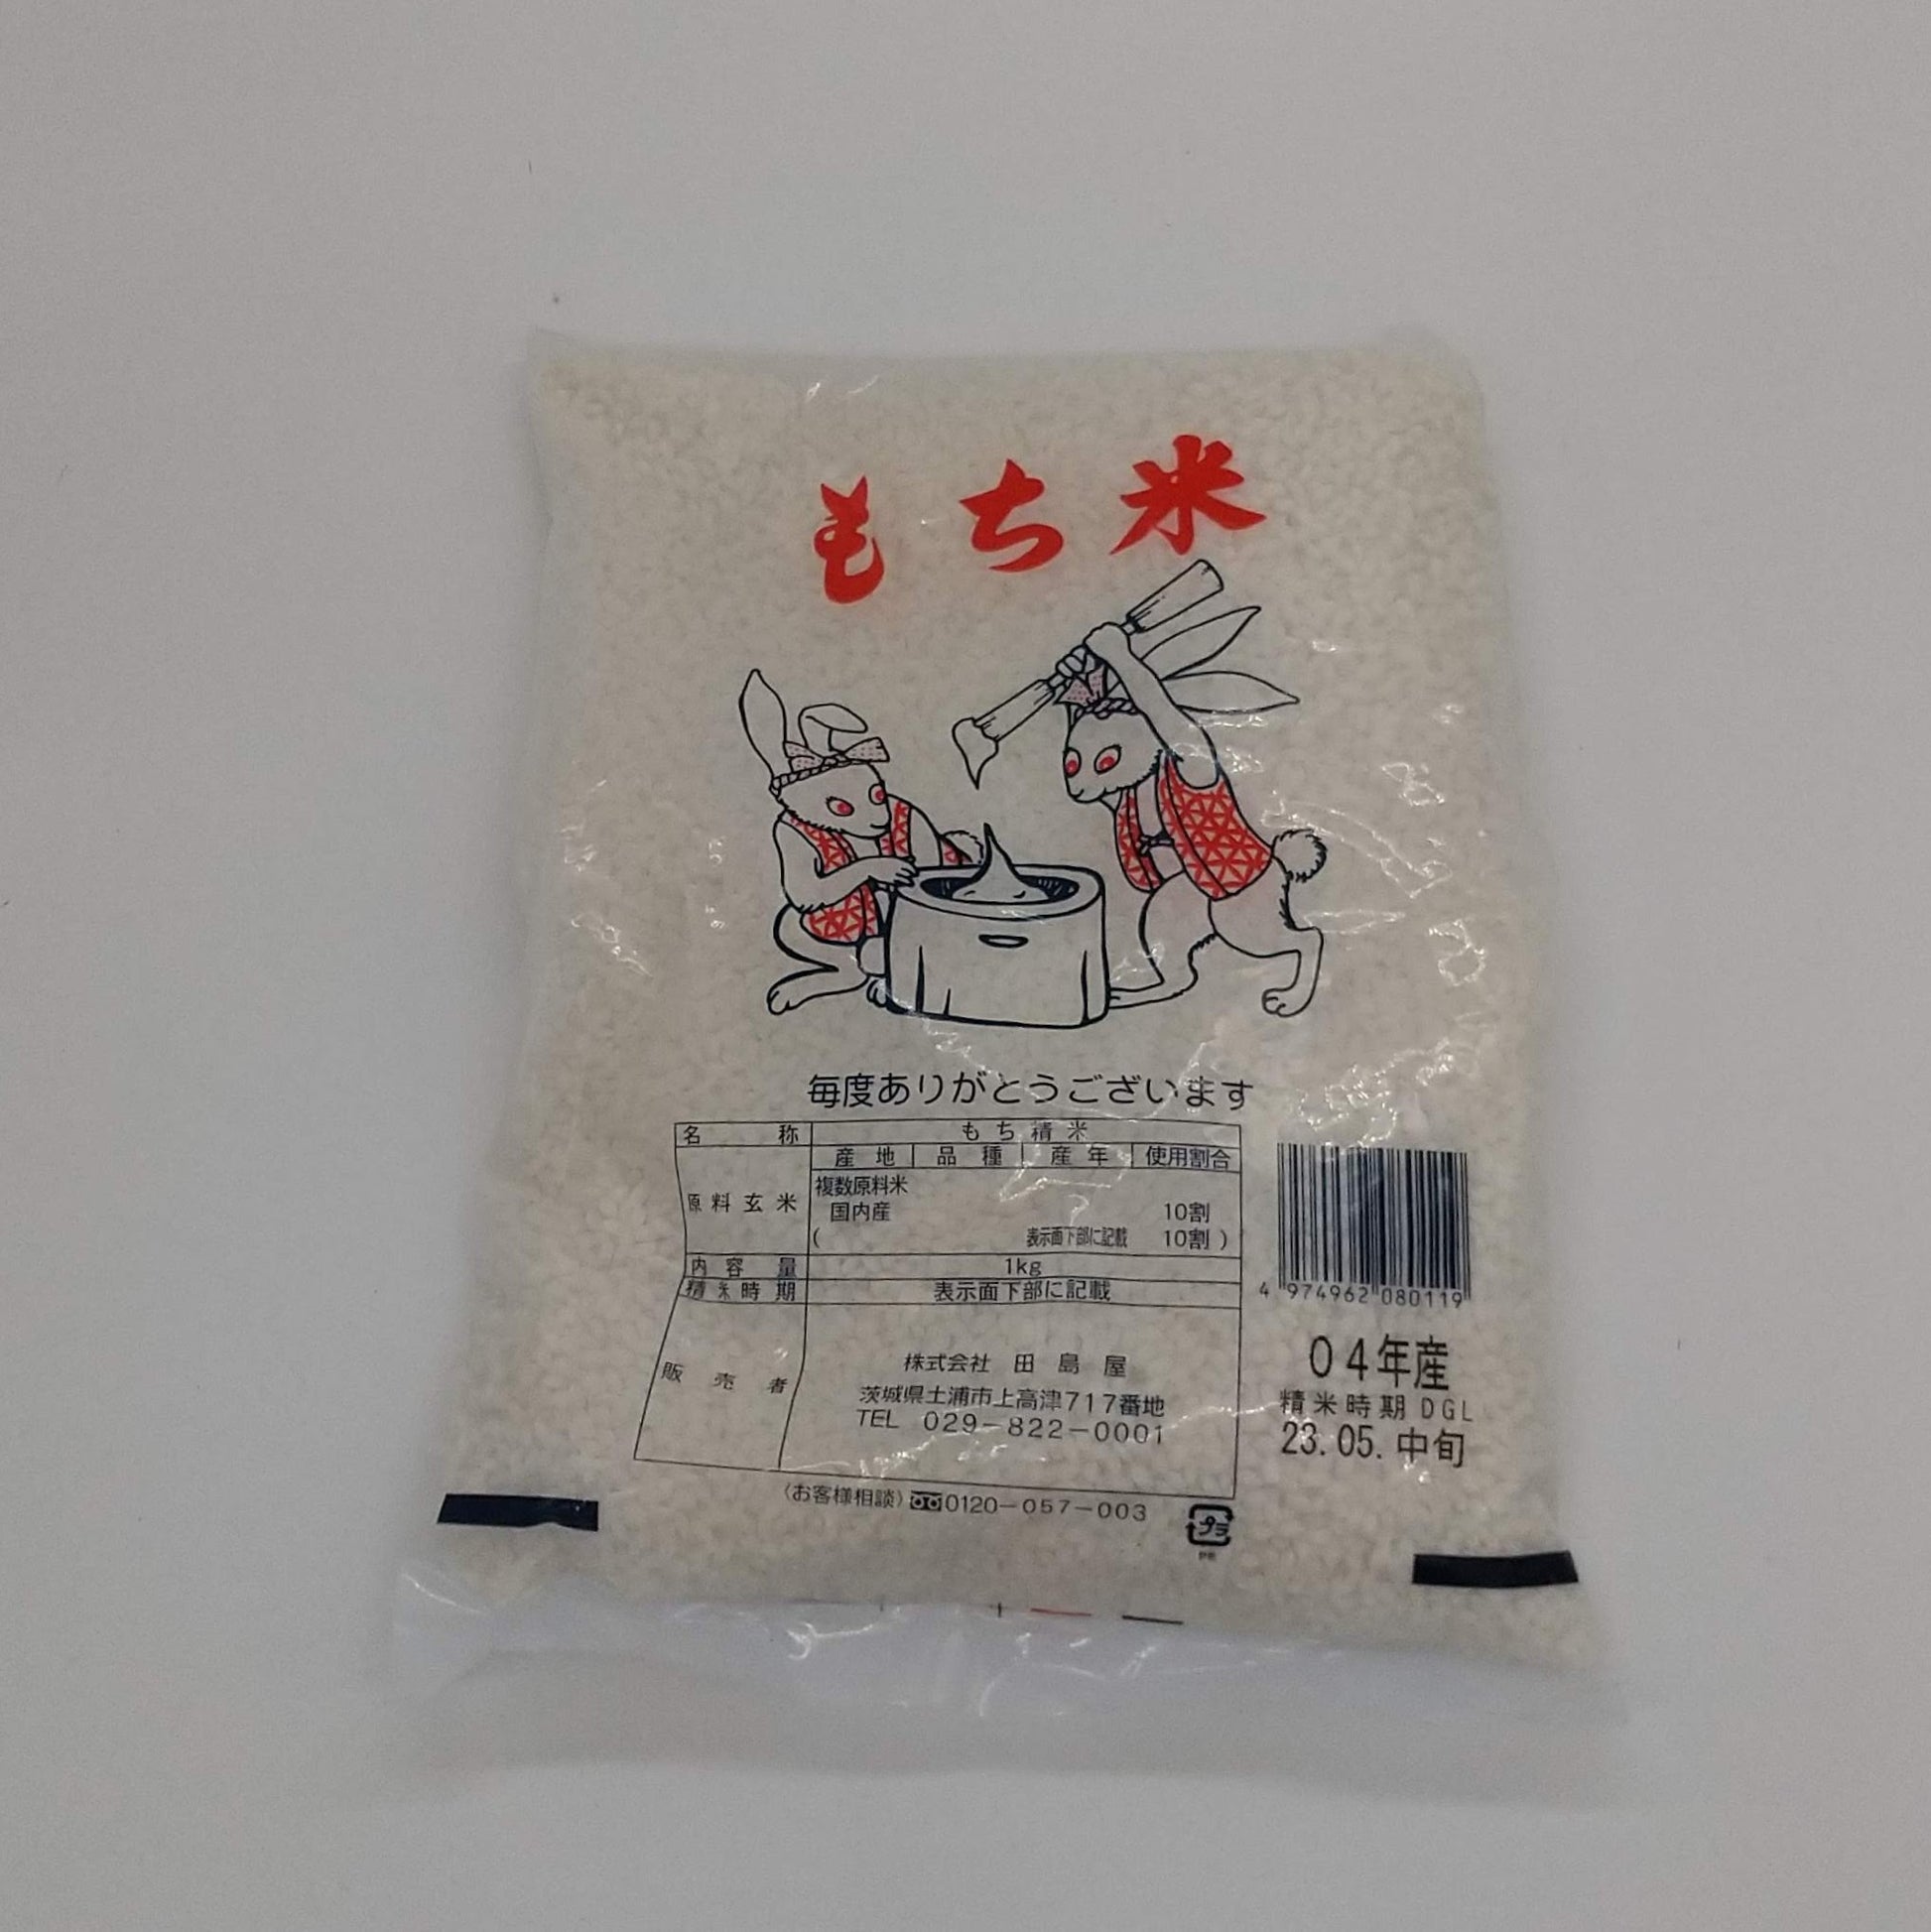 もち米
毎度ありがとうございます
名称 もち精米
原料玄米 産地 品種 産年 使用割合
複数原料米
国内産 10割
( 表示面下部に記載 10割 )
内容量 1kg
精米時期 表示面下部に記載
販売者 株式会社 田島屋
茨城県土浦市上高津717番地
TEL 029-822-0001
〈お客様相談〉0120-057-003
プラ
PE
4 974962 080119
04年産
精米時期 DGL
23.05.中旬